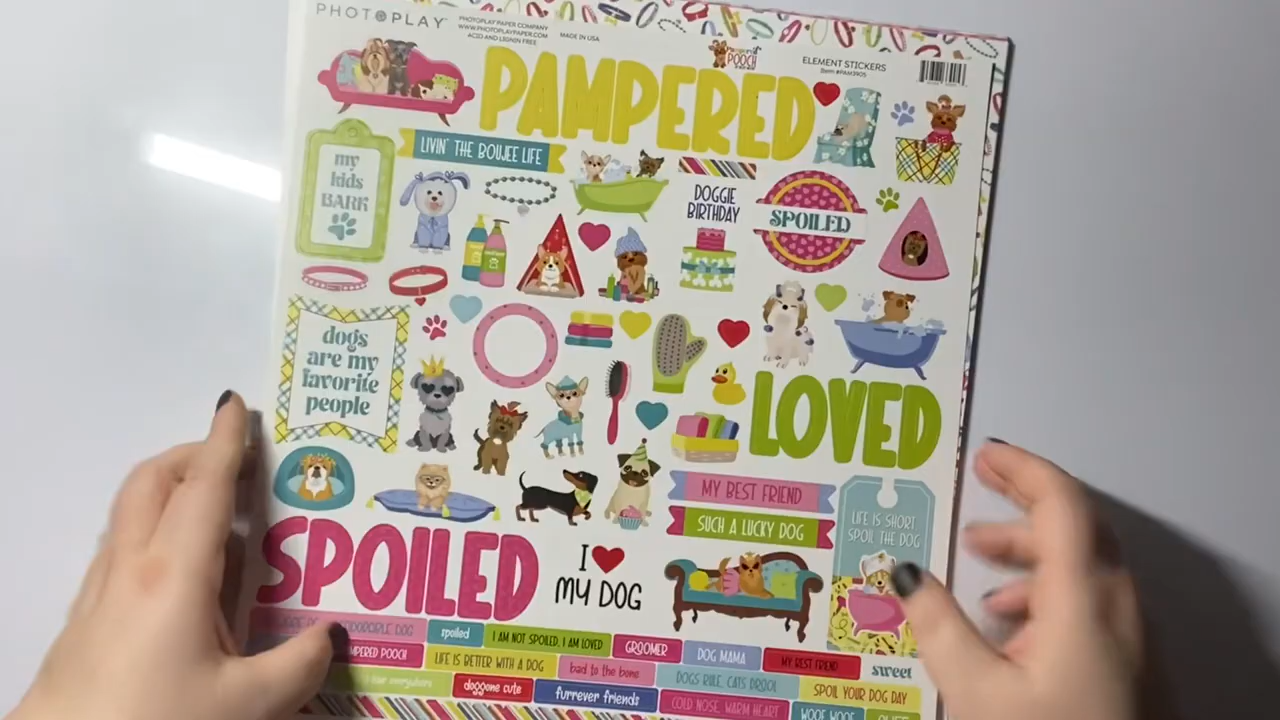 PHOTOPLAY
PHOTOPLAY PAPER COMPANY
WWW.PHOTOPLAYPAPER.COM
ACID AND LIGNIN FREE
MADE IN USA
POOCH
ELEMENT STICKERS
Item #PAM3905
PAMPERED
LIVIN' THE BOUJEE LIFE
my
kids
BARK
DOGGIE
BIRTHDAY
SPOILED
dogs
are my
favorite
people
LOVED
MY BEST FRIEND
SUCH A LUCKY DOG
LIFE IS SHORT
SPOIL THE DOG
SPOILED
I
MY DOG
DOG
spoiled
I AM NOT SPOILED, I AM LOVED
GROOMER
DOG MAMA
MY BEST FRIEND
sweet
POOCH
LIFE IS BETTER WITH A DOG
bad to the bone
DOGS RULE, CATS DROOL
SPOIL YOUR DOG DAY
everywhere
doggone cute
furrever friends
COLD NOSE, WARM HEART
WOOF WOOF